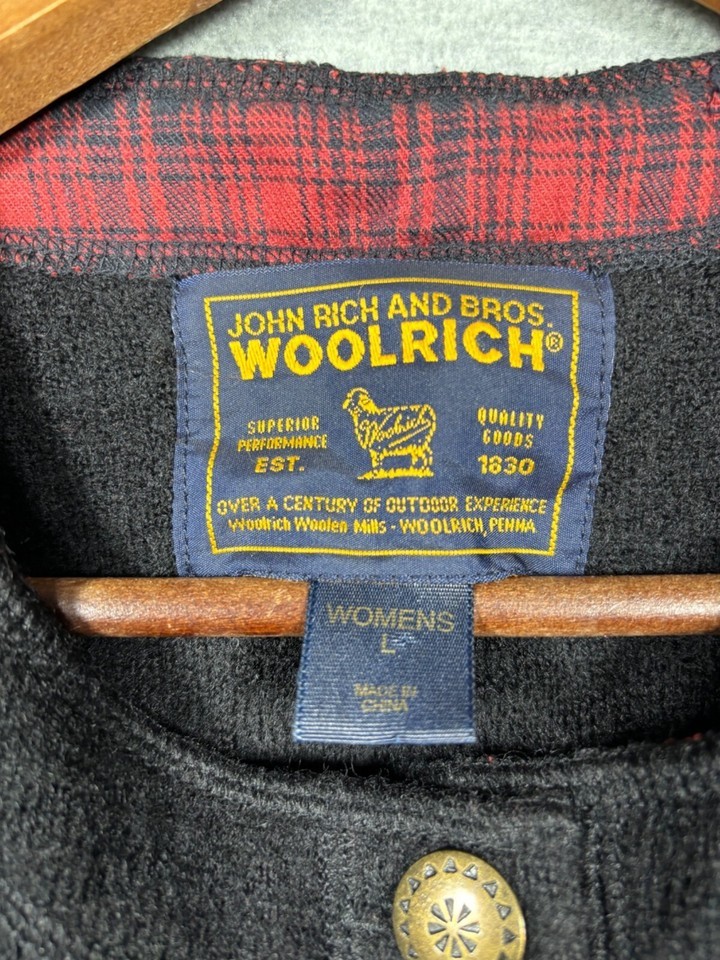 JOHN RICH AND BROS.
WOOLRICH®
Woolrich
SUPERIOR
PERFORMANCE
EST.
QUALITY
GOODS
1830
OVER A CENTURY OF OUTDOOR EXPERIENCE
Woolrich Woolen Mills - WOOLRICH, PENNA
WOMENS
L
MADE IN
CHINA